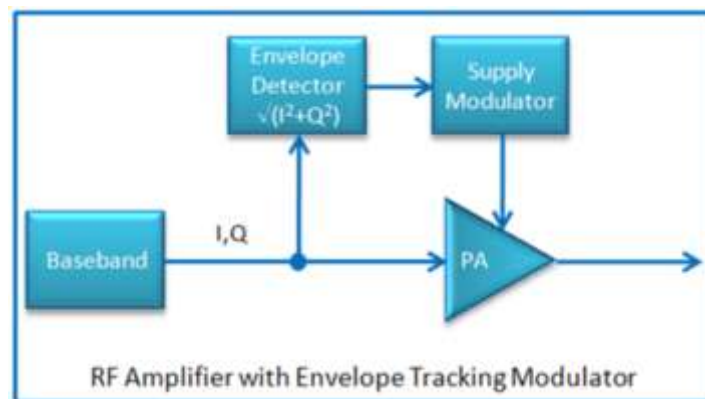 Envelope
Detector
√(I²+Q²)
Supply
Modulator
I,Q
Baseband
PA
RF Amplifier with Envelope Tracking Modulator